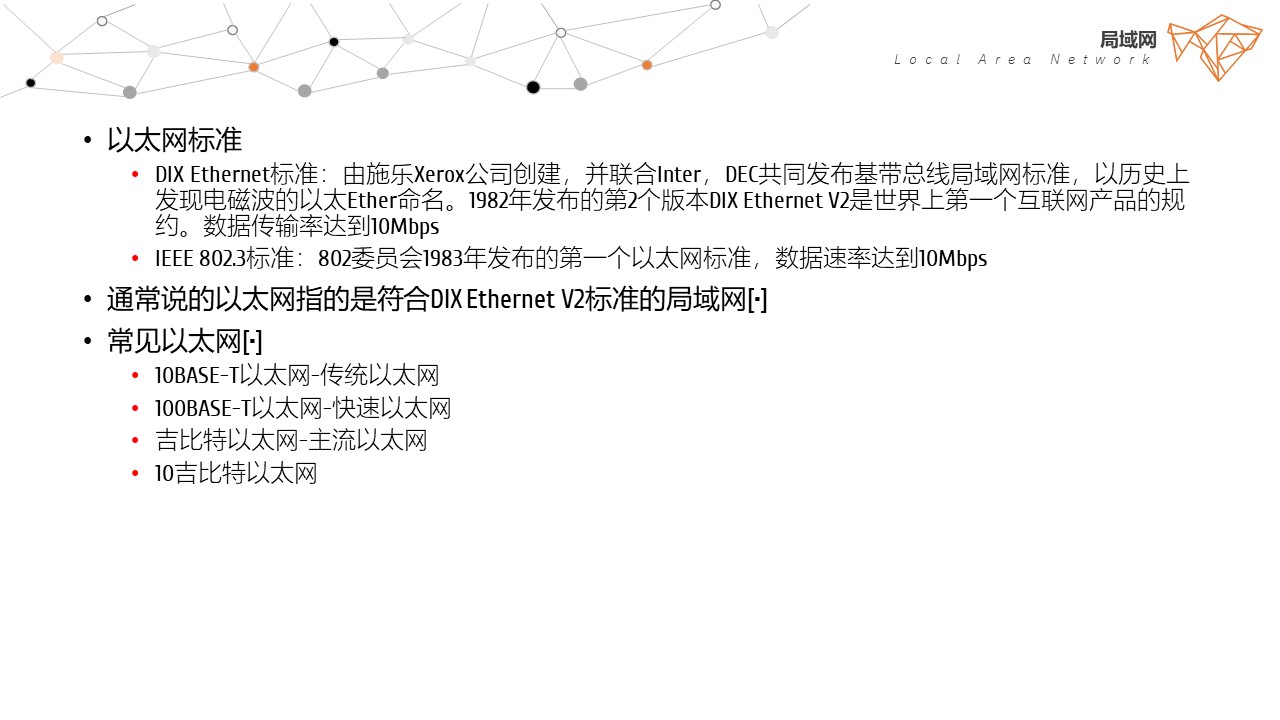 局域网
Local Area Network
• 以太网标准
• DIX Ethernet标准：由施乐Xerox公司创建，并联合Inter，DEC共同发布基带总线局域网标准，以历史上
发现电磁波的以太Ether命名。1982年发布的第2个版本DIX Ethernet V2是世界上第一个互联网产品的规
约。数据传输率达到10Mbps
• IEEE 802.3标准：802委员会1983年发布的第一个以太网标准，数据速率达到10Mbps
• 通常说的以太网指的是符合DIX Ethernet V2标准的局域网[·]
• 常见以太网[·]
• 10BASE-T以太网-传统以太网
• 100BASE-T以太网-快速以太网
• 吉比特以太网-主流以太网
• 10吉比特以太网